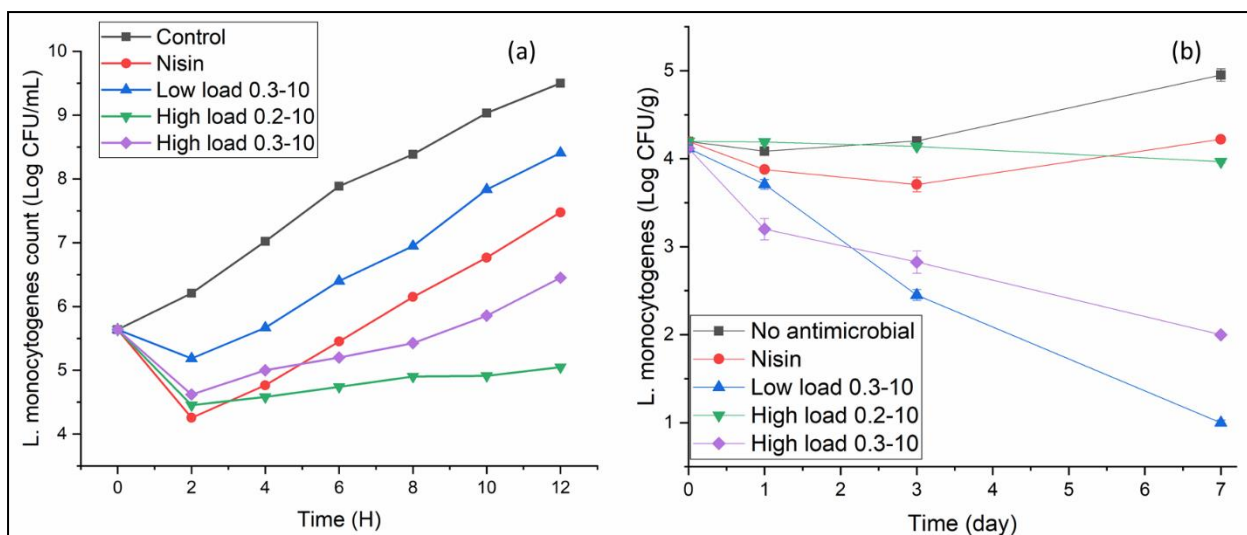 Control
Nisin
Low load 0.3-10
High load 0.2-10
High load 0.3-10
(a)
10
9
8
7
6
5
4
L. monocytogenes count (Log CFU/mL)
0 2 4 6 8 10 12
Time (H)
(b)
5
4
3
2
1
L. monocytogenes (Log CFU/g)
No antimicrobial
Nisin
Low load 0.3-10
High load 0.2-10
High load 0.3-10
0 1 2 3 4 5 6 7
Time (day)